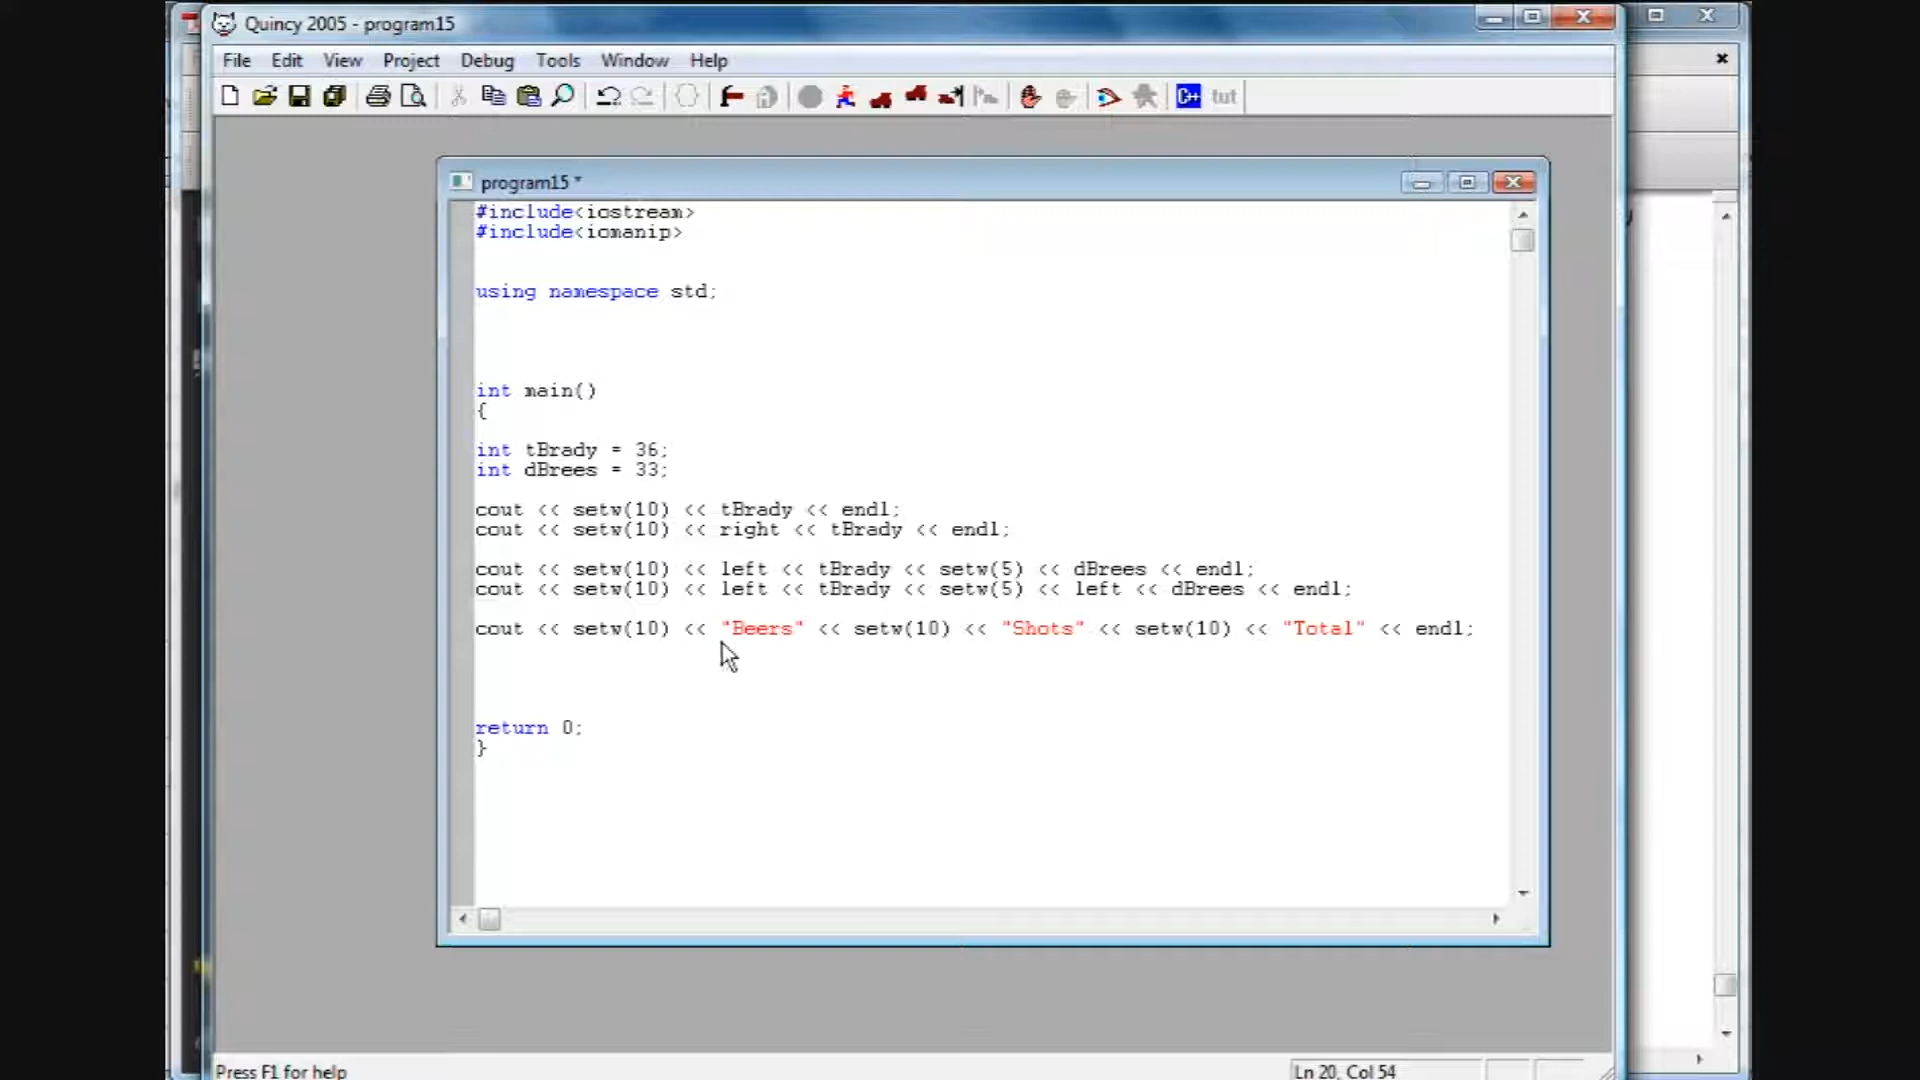 Quincy 2005 - program15
File Edit View Project Debug Tools Window Help
C++ tut
program15 *
#include<iostream>
#include<iomanip>
using namespace std;
int main()
{
int tBrady = 36;
int dBrees = 33;
cout << setw(10) << tBrady << endl;
cout << setw(10) << right << tBrady << endl;
cout << setw(10) << left << tBrady << setw(5) << dBrees << endl;
cout << setw(10) << left << tBrady << setw(5) << left << dBrees << endl;
cout << setw(10) << "Beers" << setw(10) << "Shots" << setw(10) << "Total" << endl;
return 0;
}
Press F1 for help
Ln 20, Col 54